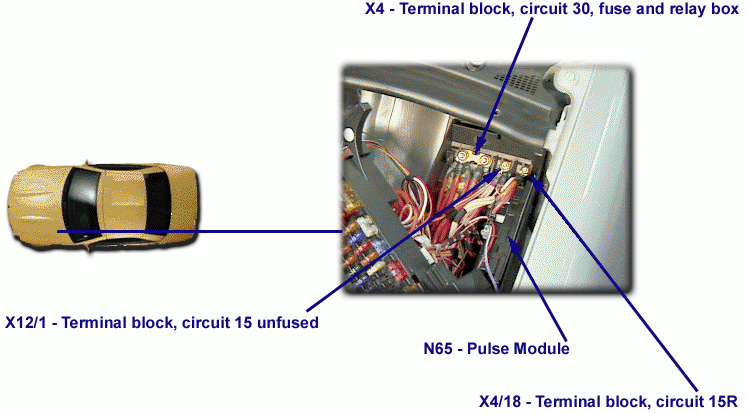 X4 - Terminal block, circuit 30, fuse and relay box
X12/1 - Terminal block, circuit 15 unfused
N65 - Pulse Module
X4/18 - Terminal block, circuit 15R